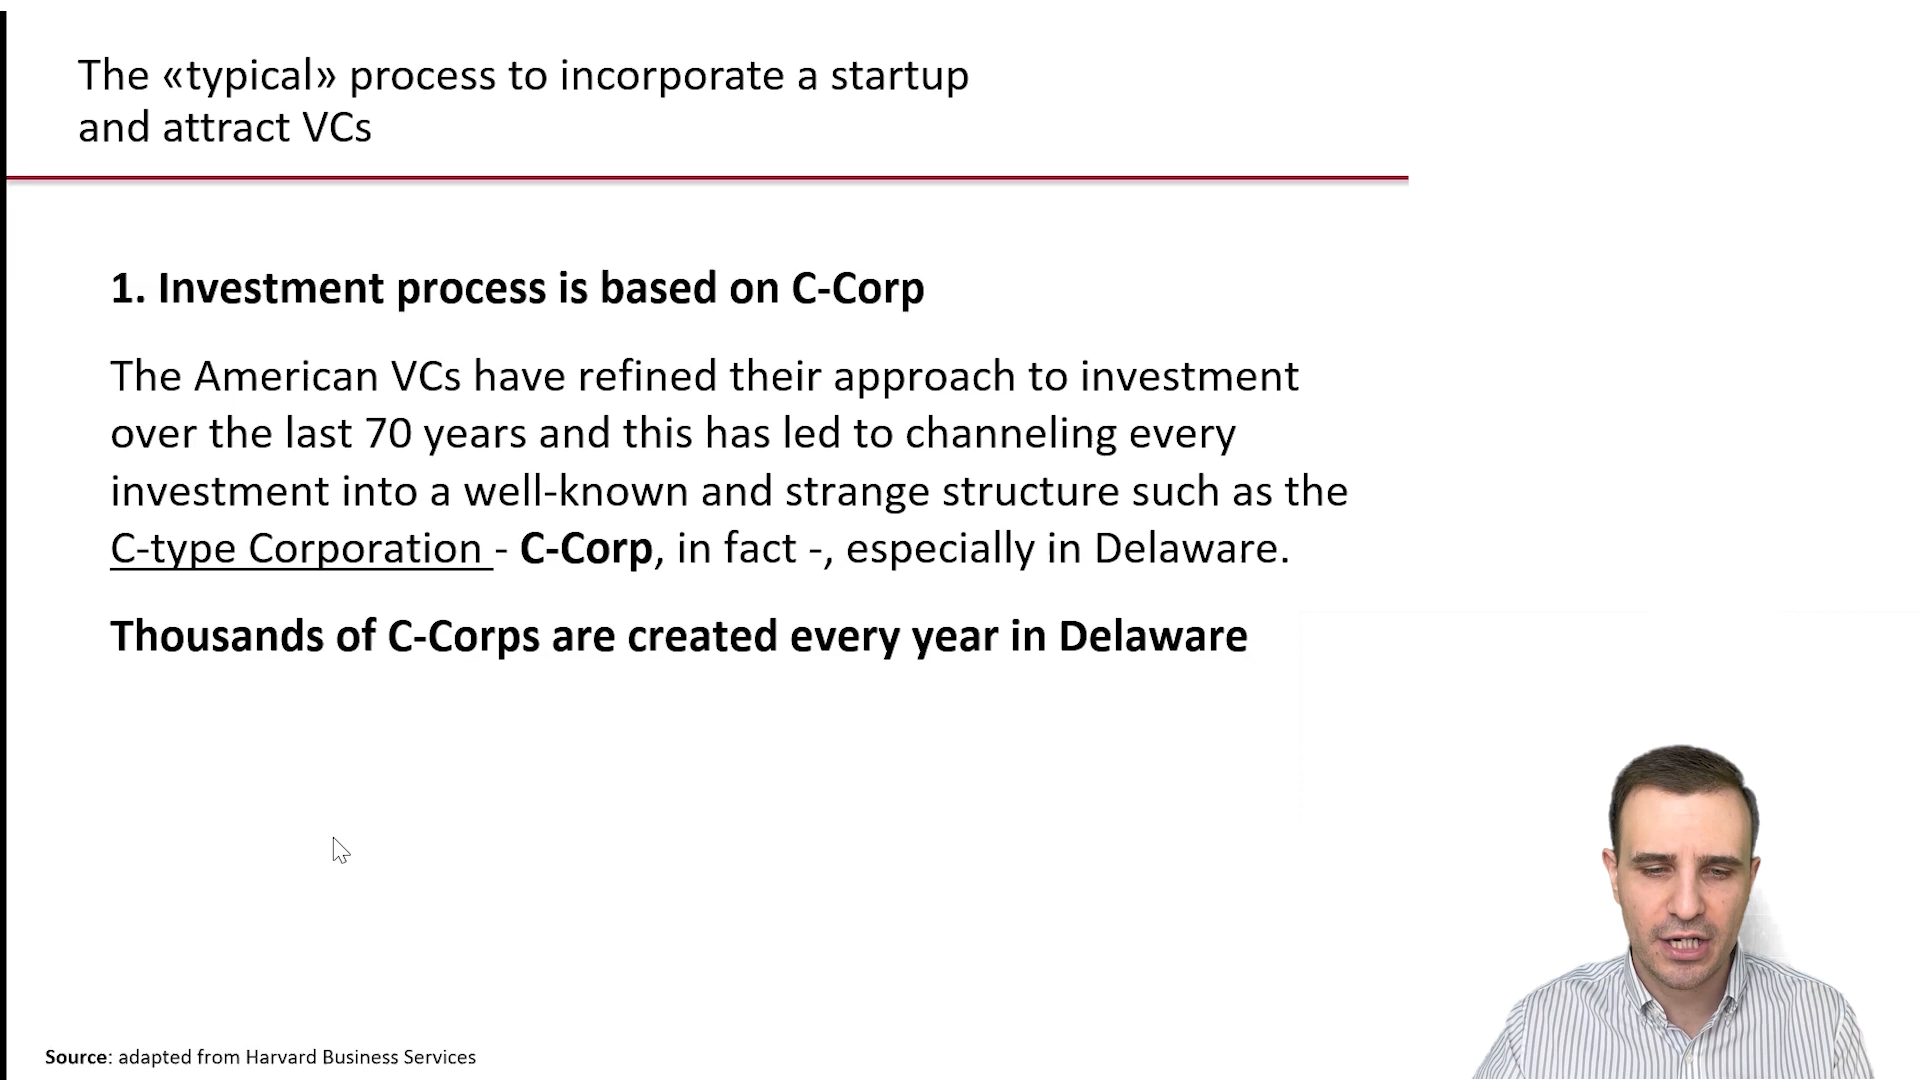 The «typical» process to incorporate a startup
and attract VCs
1. Investment process is based on C-Corp
The American VCs have refined their approach to investment
over the last 70 years and this has led to channeling every
investment into a well-known and strange structure such as the
C-type Corporation - C-Corp, in fact -, especially in Delaware.
Thousands of C-Corps are created every year in Delaware
Source: adapted from Harvard Business Services